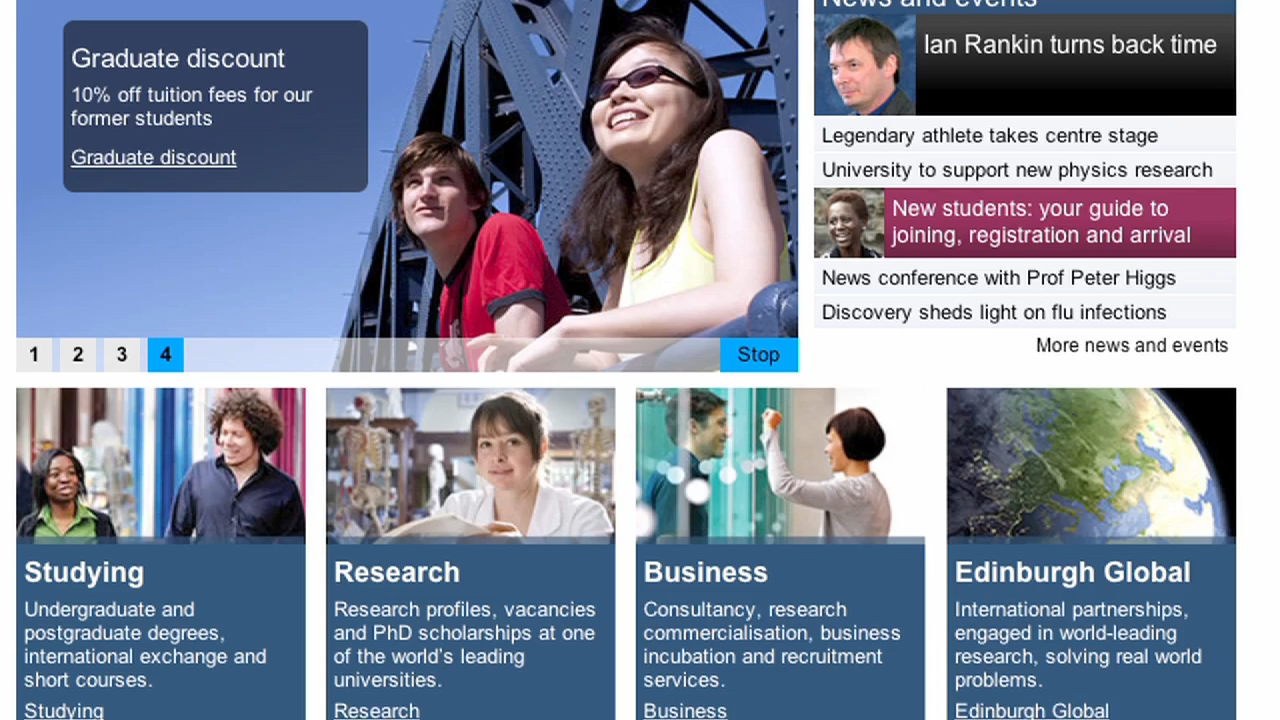 Graduate discount
10% off tuition fees for our
former students
Graduate discount
1 2 3 4
Stop
News and events
Ian Rankin turns back time
Legendary athlete takes centre stage
University to support new physics research
New students: your guide to
joining, registration and arrival
News conference with Prof Peter Higgs
Discovery sheds light on flu infections
More news and events
Studying
Undergraduate and
postgraduate degrees,
international exchange and
short courses.
Studying
Research
Research profiles, vacancies
and PhD scholarships at one
of the world's leading
universities.
Research
Business
Consultancy, research
commercialisation, business
incubation and recruitment
services.
Business
Edinburgh Global
International partnerships,
engaged in world-leading
research, solving real world
problems.
Edinburgh Global